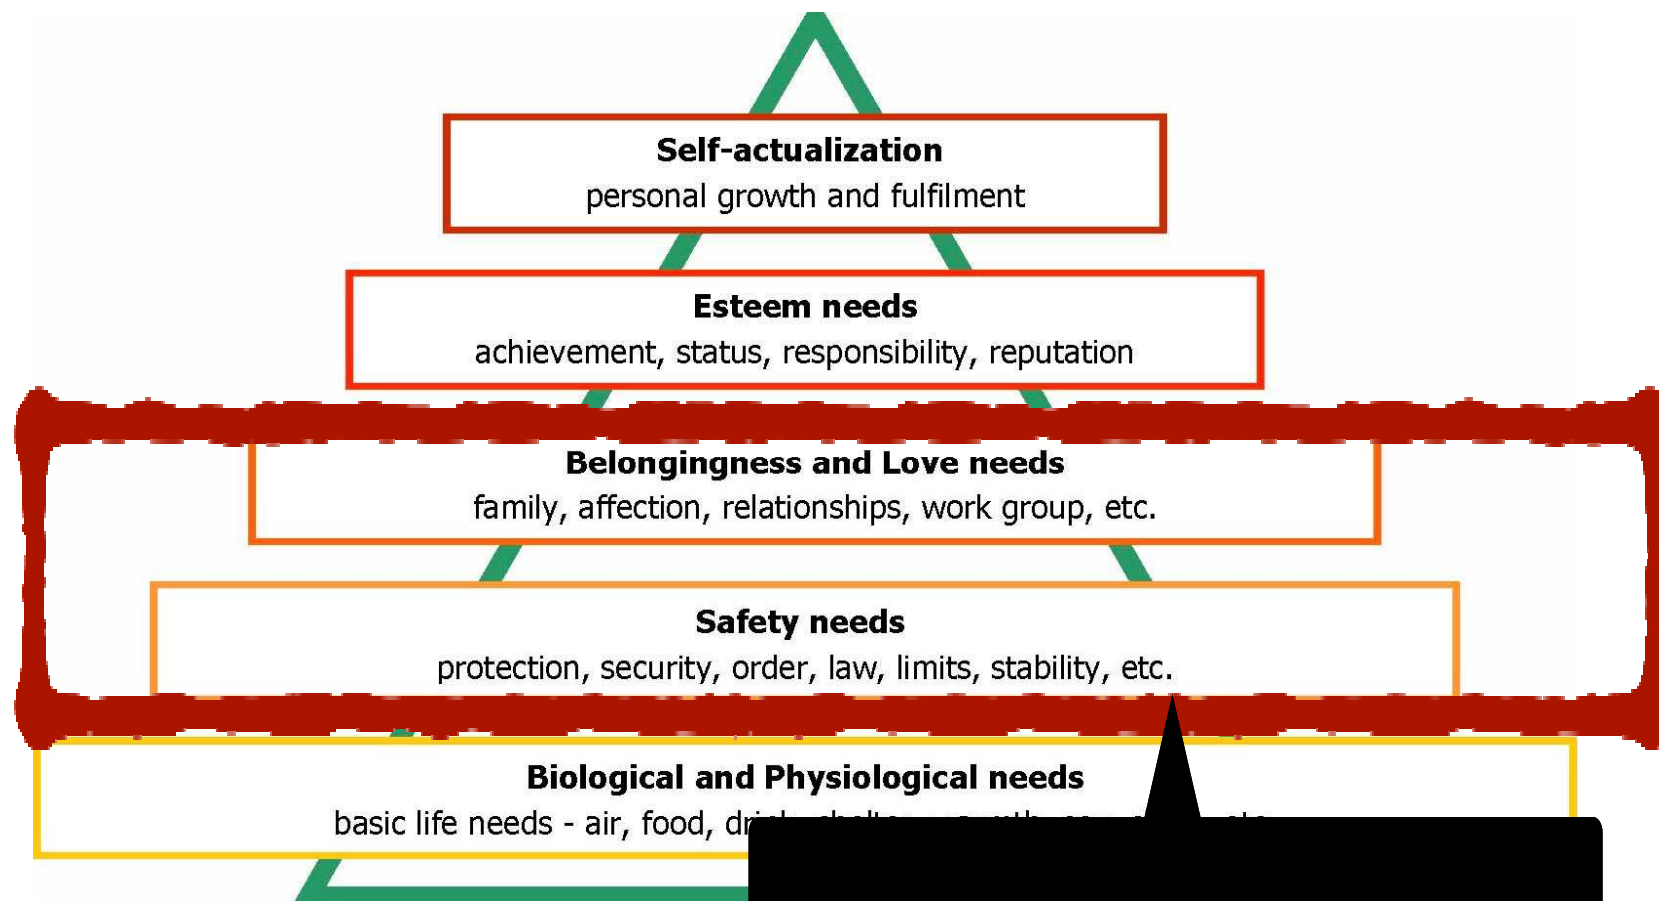 Self-actualization
personal growth and fulfilment
Esteem needs
achievement, status, responsibility, reputation
Belongingness and Love needs
family, affection, relationships, work group, etc.
Safety needs
protection, security, order, law, limits, stability, etc.
Biological and Physiological needs
basic life needs - air, food,